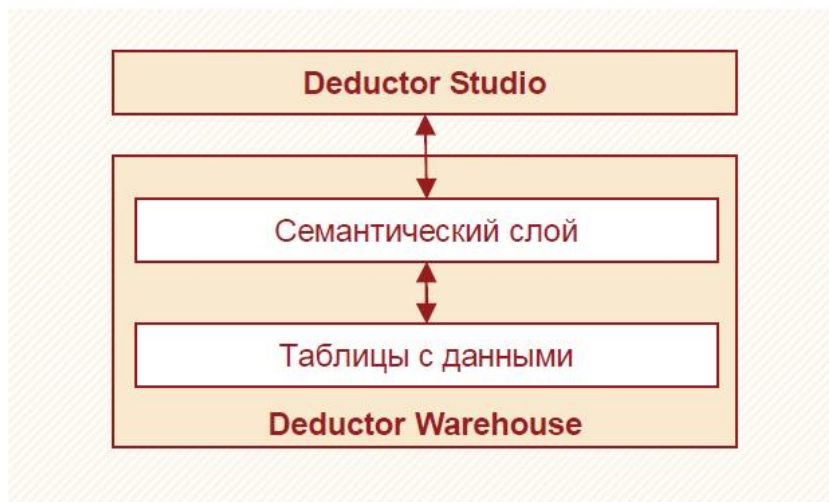 Deductor Studio
Семантический слой
Таблицы с данными
Deductor Warehouse